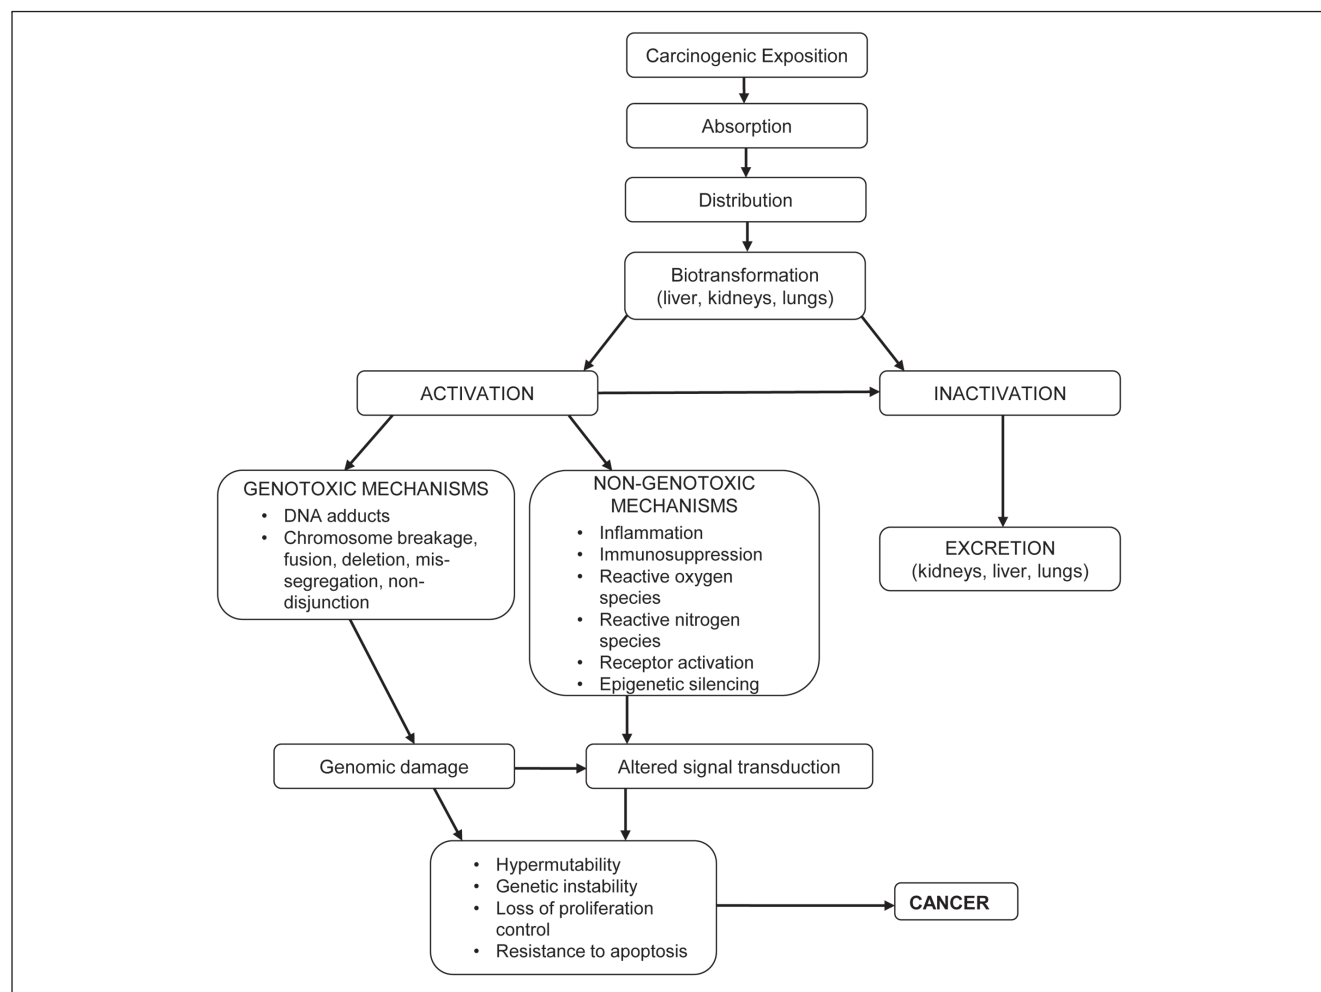 Carcinogenic Exposition
Absorption
Distribution
Biotransformation
(liver, kidneys, lungs)
ACTIVATION
INACTIVATION
GENOTOXIC MECHANISMS
• DNA adducts
• Chromosome breakage,
fusion, deletion, mis-
segregation, non-
disjunction
NON-GENOTOXIC
MECHANISMS
• Inflammation
• Immunosuppression
• Reactive oxygen
species
• Reactive nitrogen
species
• Receptor activation
• Epigenetic silencing
EXCRETION
(kidneys, liver, lungs)
Genomic damage
Altered signal transduction
• Hypermutability
• Genetic instability
• Loss of proliferation
control
• Resistance to apoptosis
CANCER